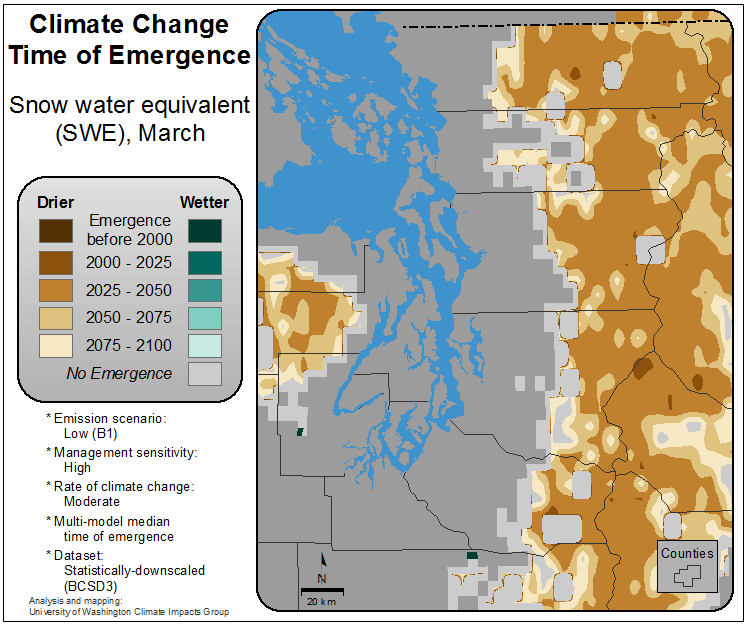 Climate Change
Time of Emergence
Snow water equivalent
(SWE), March
Drier Wetter
Emergence
before 2000
2000 - 2025
2025 - 2050
2050 - 2075
2075 - 2100
No Emergence
* Emission scenario:
Low (B1)
* Management sensitivity:
High
* Rate of climate change:
Moderate
* Multi-model median
time of emergence
* Dataset:
Statistically-downscaled
(BCSD3)
Analysis and mapping:
University of Washington Climate Impacts Group
N
20 km
Counties